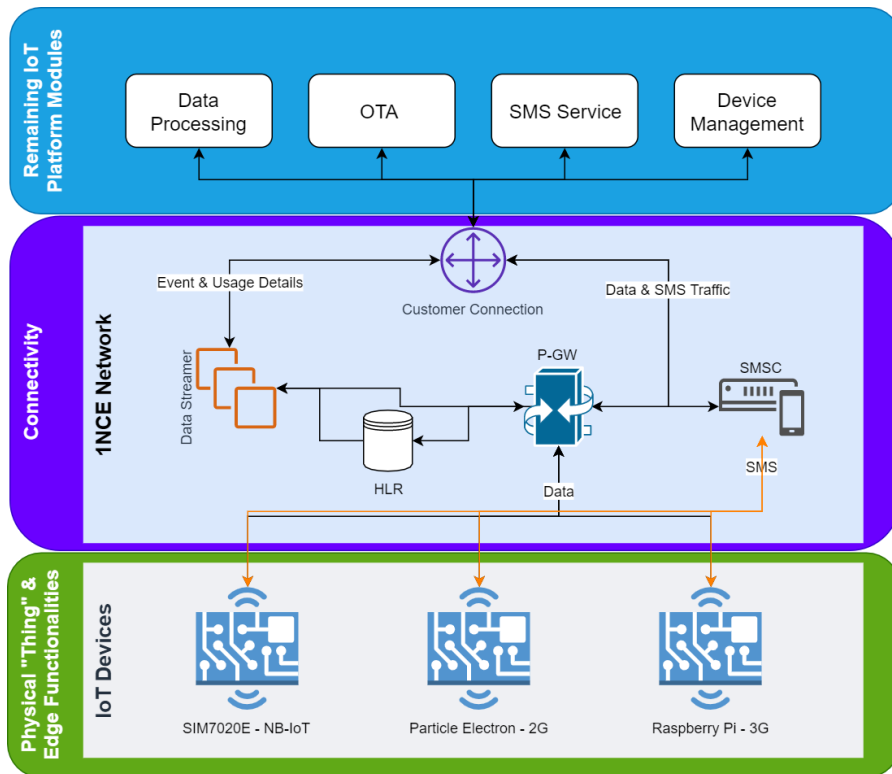 Remaining IoT
Platform Modules
Data
Processing
OTA
SMS Service
Device
Management
Connectivity
1NCE Network
Event & Usage Details
Customer Connection
Data & SMS Traffic
Data Streamer
P-GW
SMSC
HLR
SMS
Data
Physical "Thing" &
Edge Functionalities
IoT Devices
SIM7020E - NB-IoT
Particle Electron - 2G
Raspberry Pi - 3G